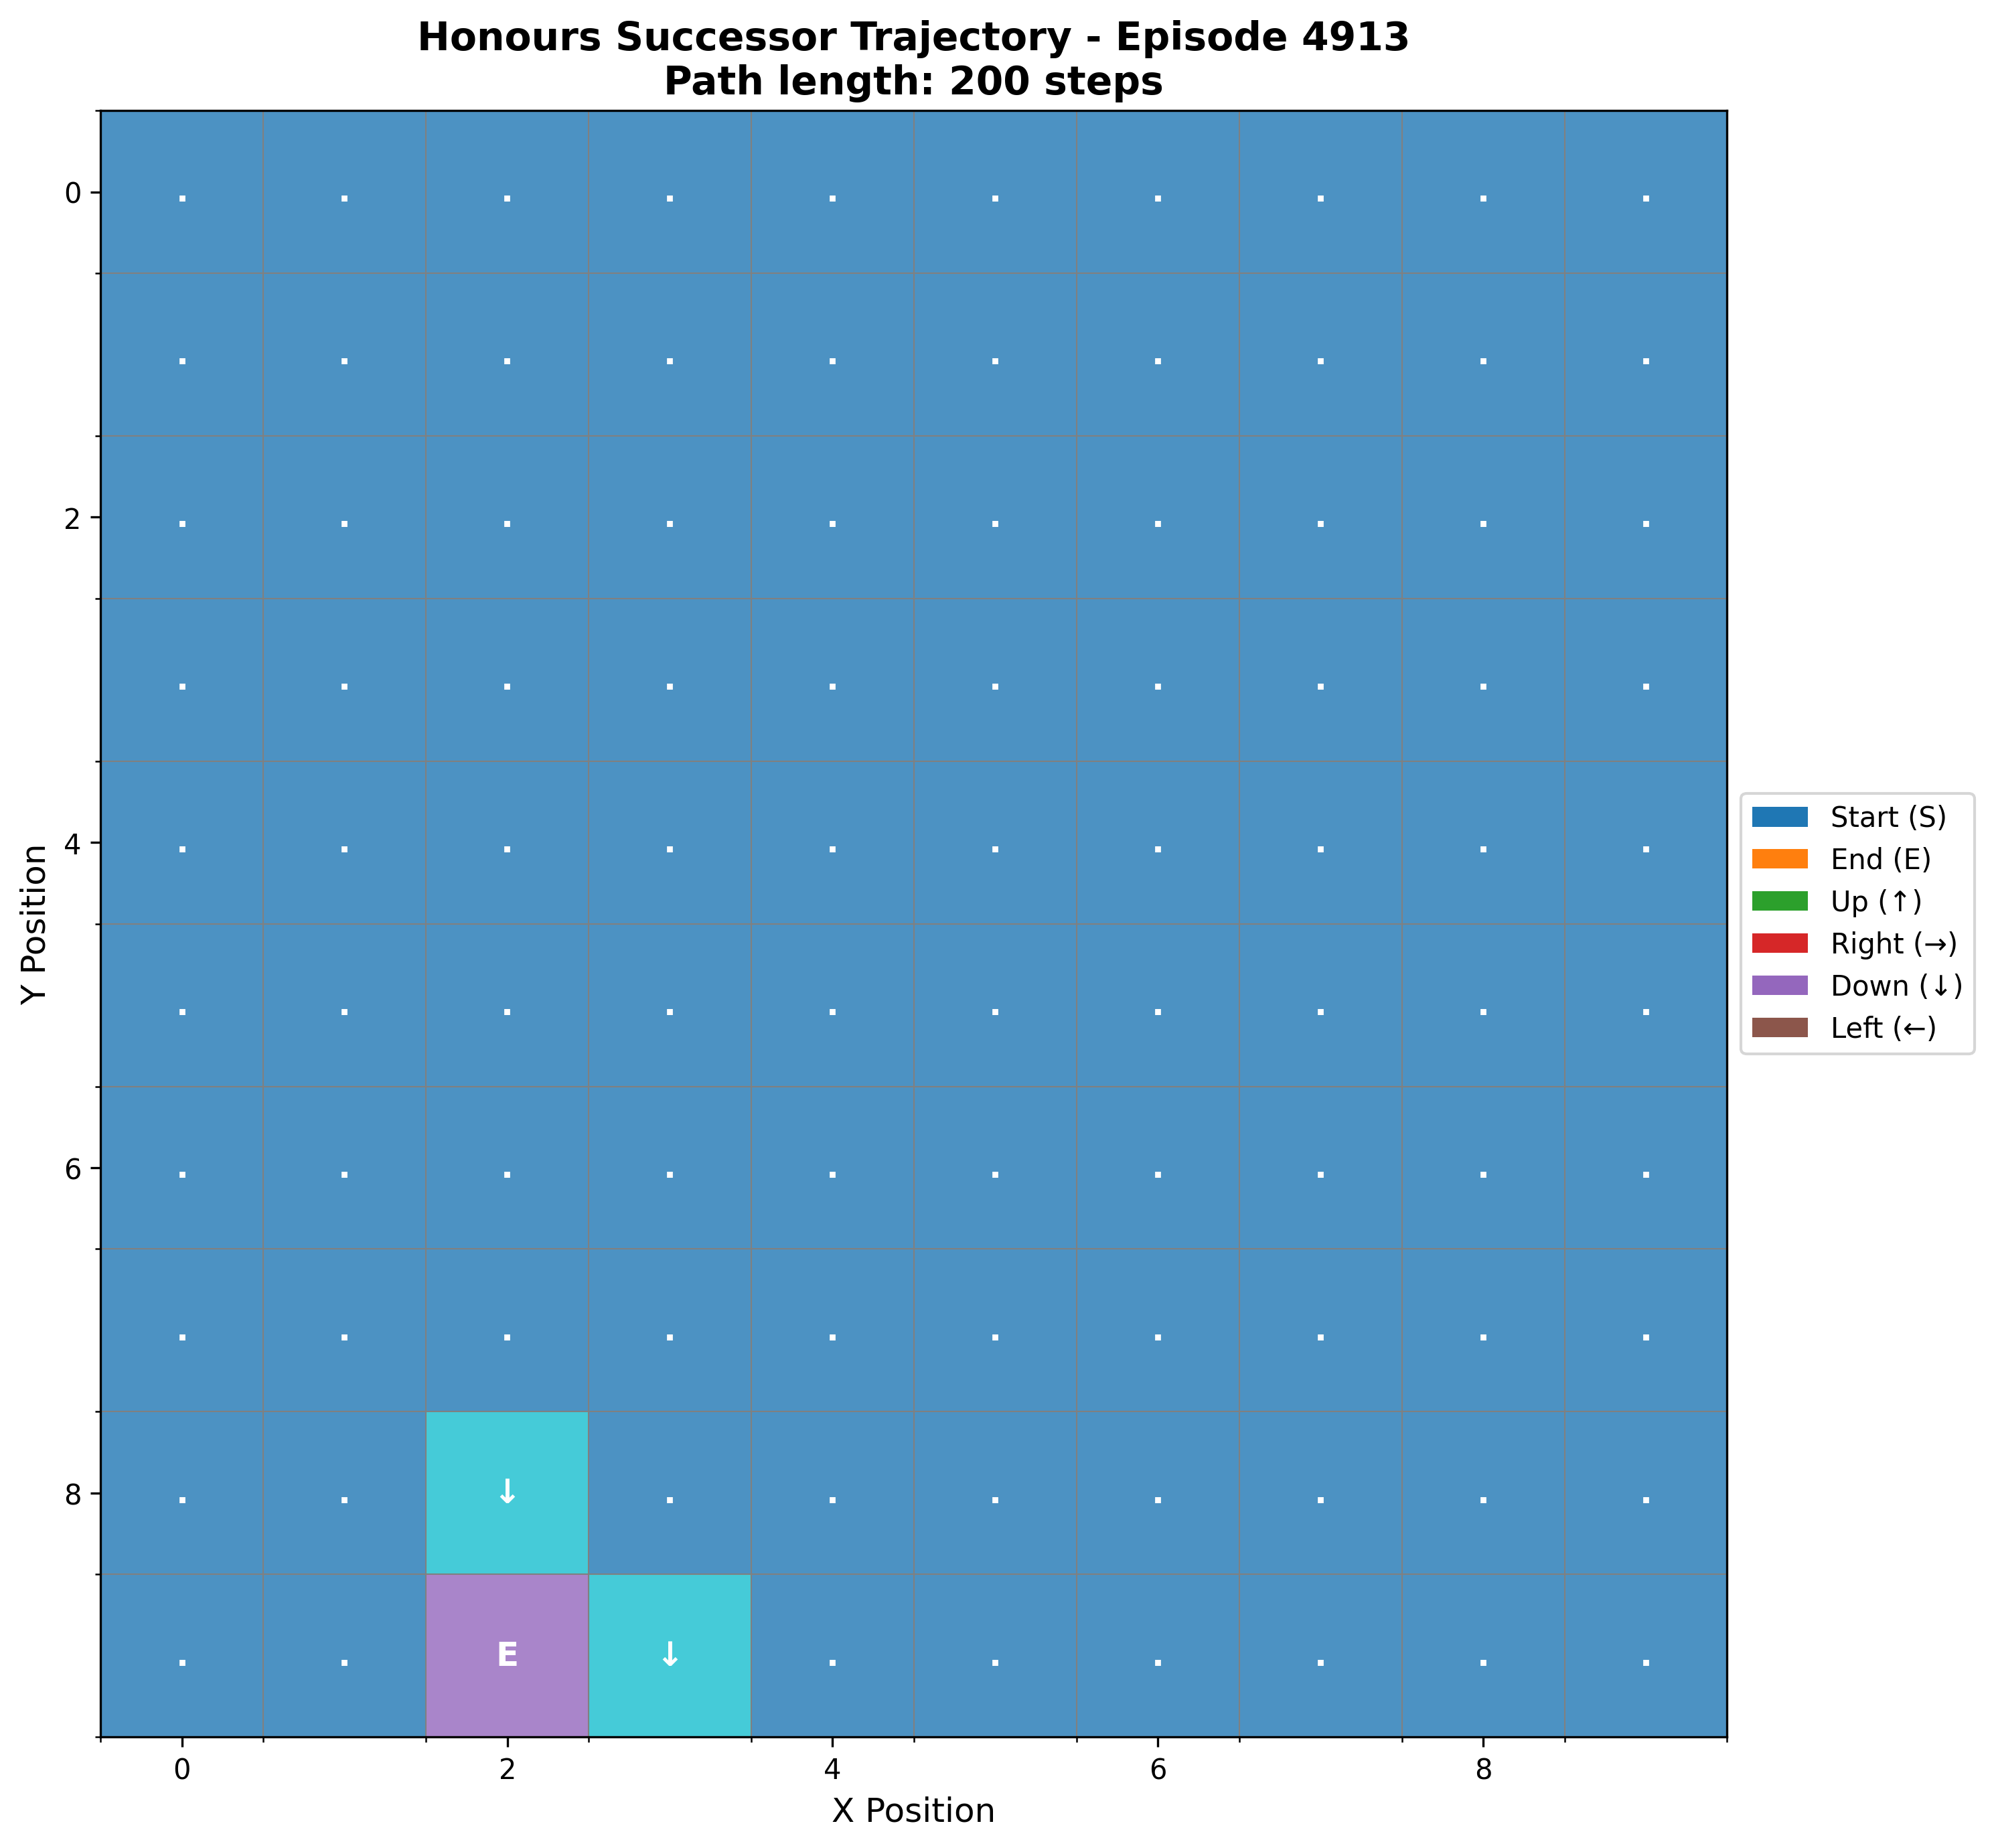 Honours Successor Trajectory - Episode 4913
Path length: 200 steps
0
2
4
6
8
Y Position
↓
E ↓
0 2 4 6 8
X Position
Start (S)
End (E)
Up (↑)
Right (→)
Down (↓)
Left (←)